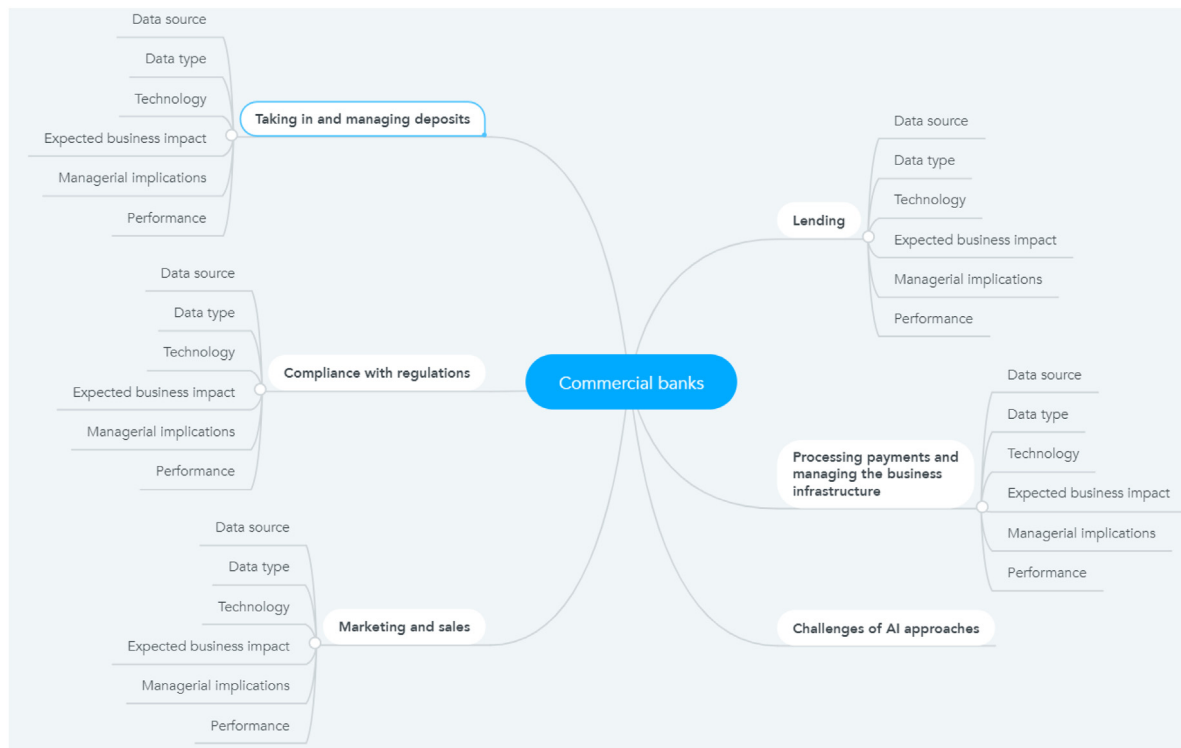 Commercial banks
Taking in and managing deposits
Data source
Data type
Technology
Expected business impact
Managerial implications
Performance
Compliance with regulations
Data source
Data type
Technology
Expected business impact
Managerial implications
Performance
Marketing and sales
Data source
Data type
Technology
Expected business impact
Managerial implications
Performance
Lending
Data source
Data type
Technology
Expected business impact
Managerial implications
Performance
Processing payments and
managing the business
infrastructure
Data source
Data type
Technology
Expected business impact
Managerial implications
Performance
Challenges of AI approaches